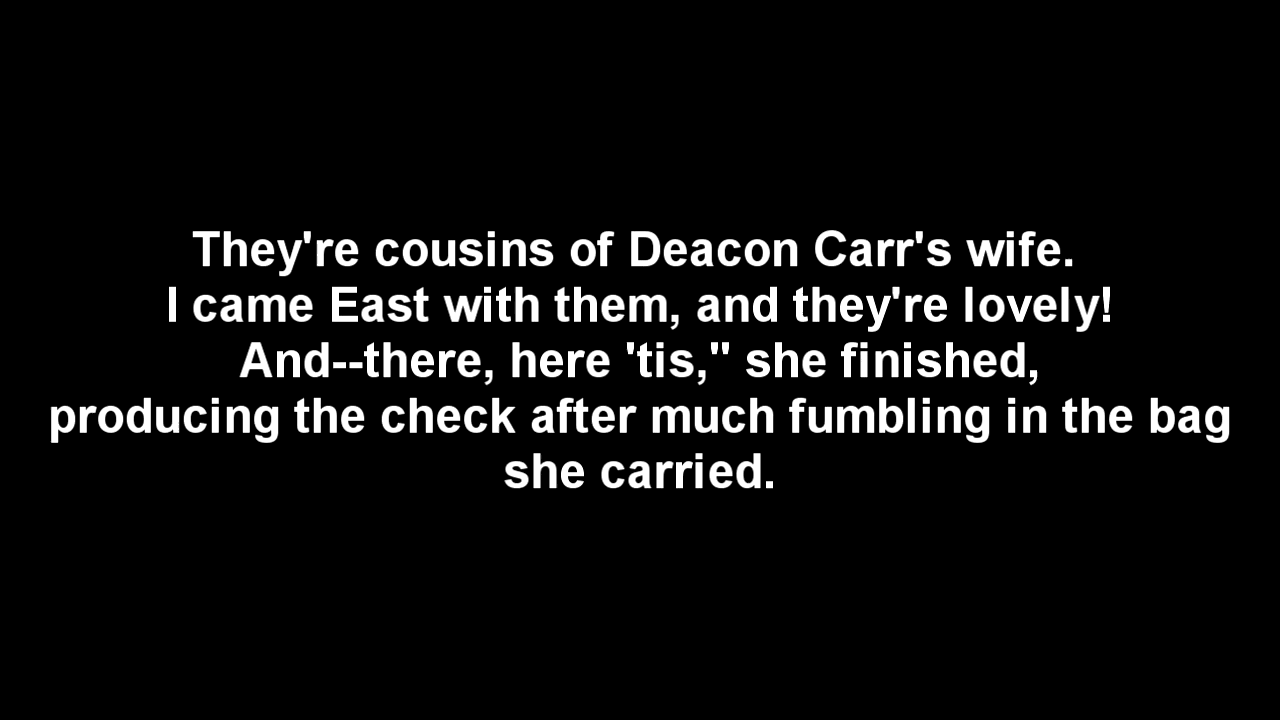 They're cousins of Deacon Carr's wife.
I came East with them, and they're lovely!
And--there, here 'tis," she finished,
producing the check after much fumbling in the bag
she carried.